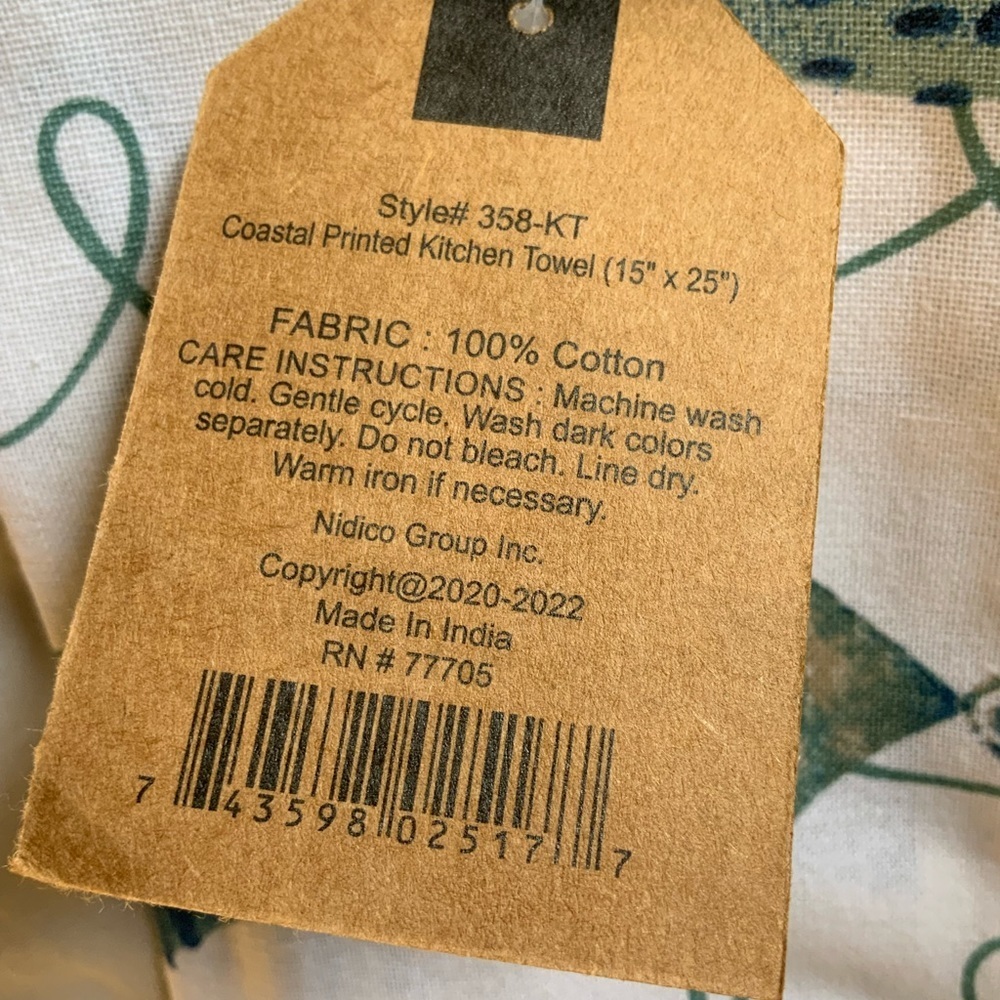 Style# 358-KT
Coastal Printed Kitchen Towel (15" x 25")
FABRIC : 100% Cotton
CARE INSTRUCTIONS : Machine wash
cold. Gentle cycle. Wash dark colors
separately. Do not bleach. Line dry.
Warm iron if necessary.
Nidico Group Inc.
Copyright@2020-2022
Made In India
RN # 77705
7 43598 02517 7